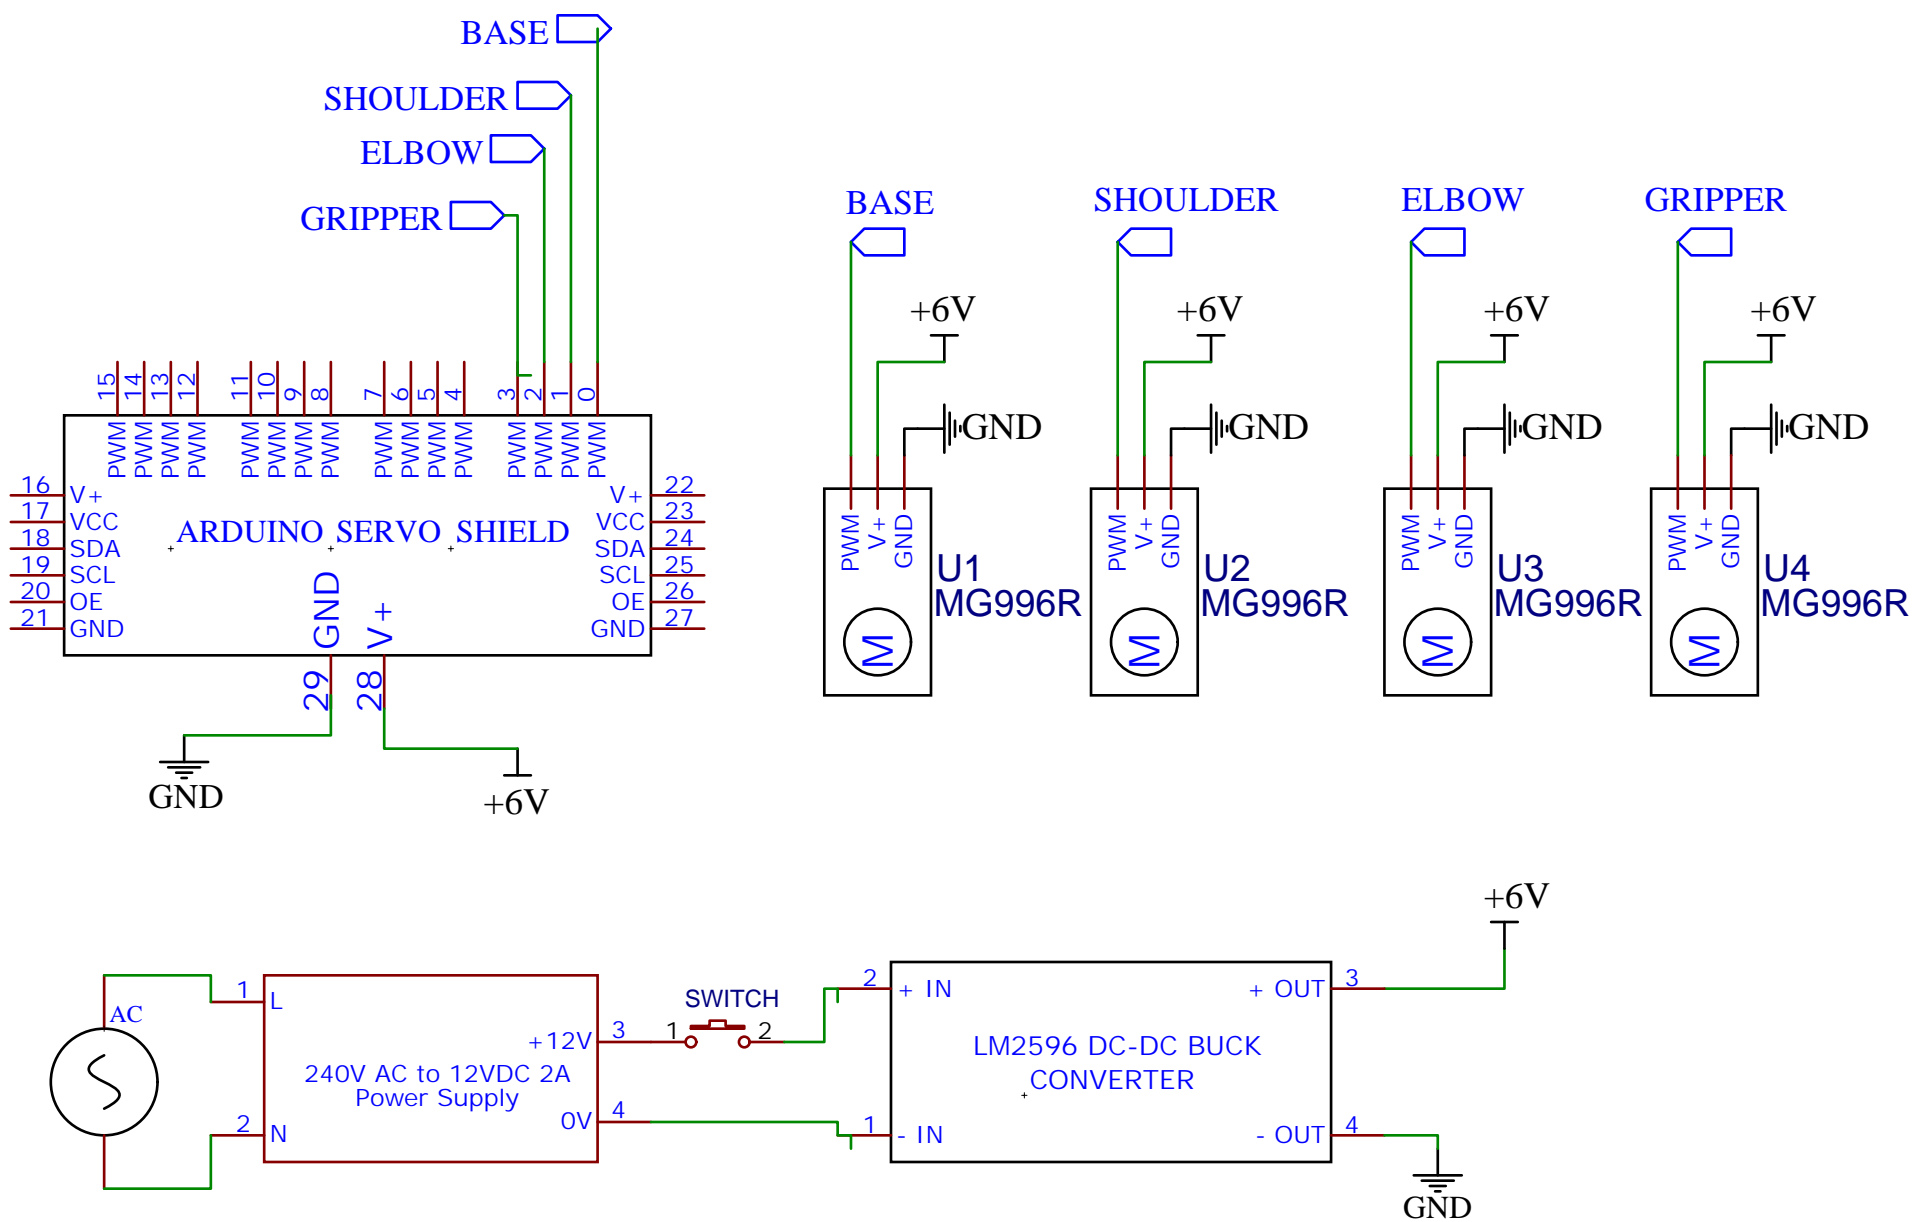 BASE
SHOULDER
ELBOW
GRIPPER
15 14 13 12 11 10 9 8 7 6 5 4 3 2 1 0
PWM PWM PWM PWM PWM PWM PWM PWM PWM PWM PWM PWM PWM PWM PWM PWM
16 V+ V+ 22
17 VCC VCC 23
18 SDA ARDUINO SERVO SHIELD SDA 24
19 SCL SCL 25
20 OE OE 26
21 GND GND 27
GND V+
29 28
GND
+6V
BASE
+6V
GND
PWM V+ GND
U1
MG996R
M
SHOULDER
+6V
GND
PWM V+ GND
U2
MG996R
M
ELBOW
+6V
GND
PWM V+ GND
U3
MG996R
M
GRIPPER
+6V
GND
PWM V+ GND
U4
MG996R
M
AC
1 L
2 N
240V AC to 12VDC 2A
Power Supply
+12V 3
0V 4
SWITCH
1 2
2 + IN
1 - IN
LM2596 DC-DC BUCK
CONVERTER
+ OUT 3
- OUT 4
+6V
GND